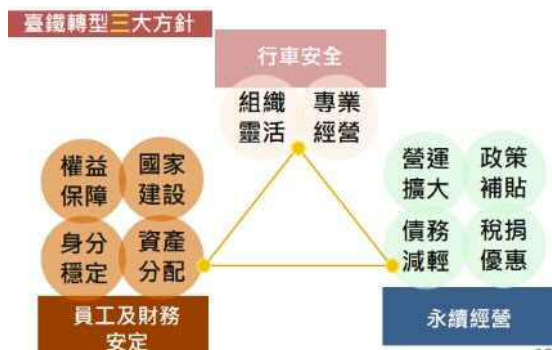 臺鐵轉型三大方針
行車安全
組織
靈活
專業
經營
權益
保障
國家
建設
身分
穩定
資產
分配
員工及財務
安定
營運
擴大
政策
補貼
債務
減輕
稅捐
優惠
永續經營